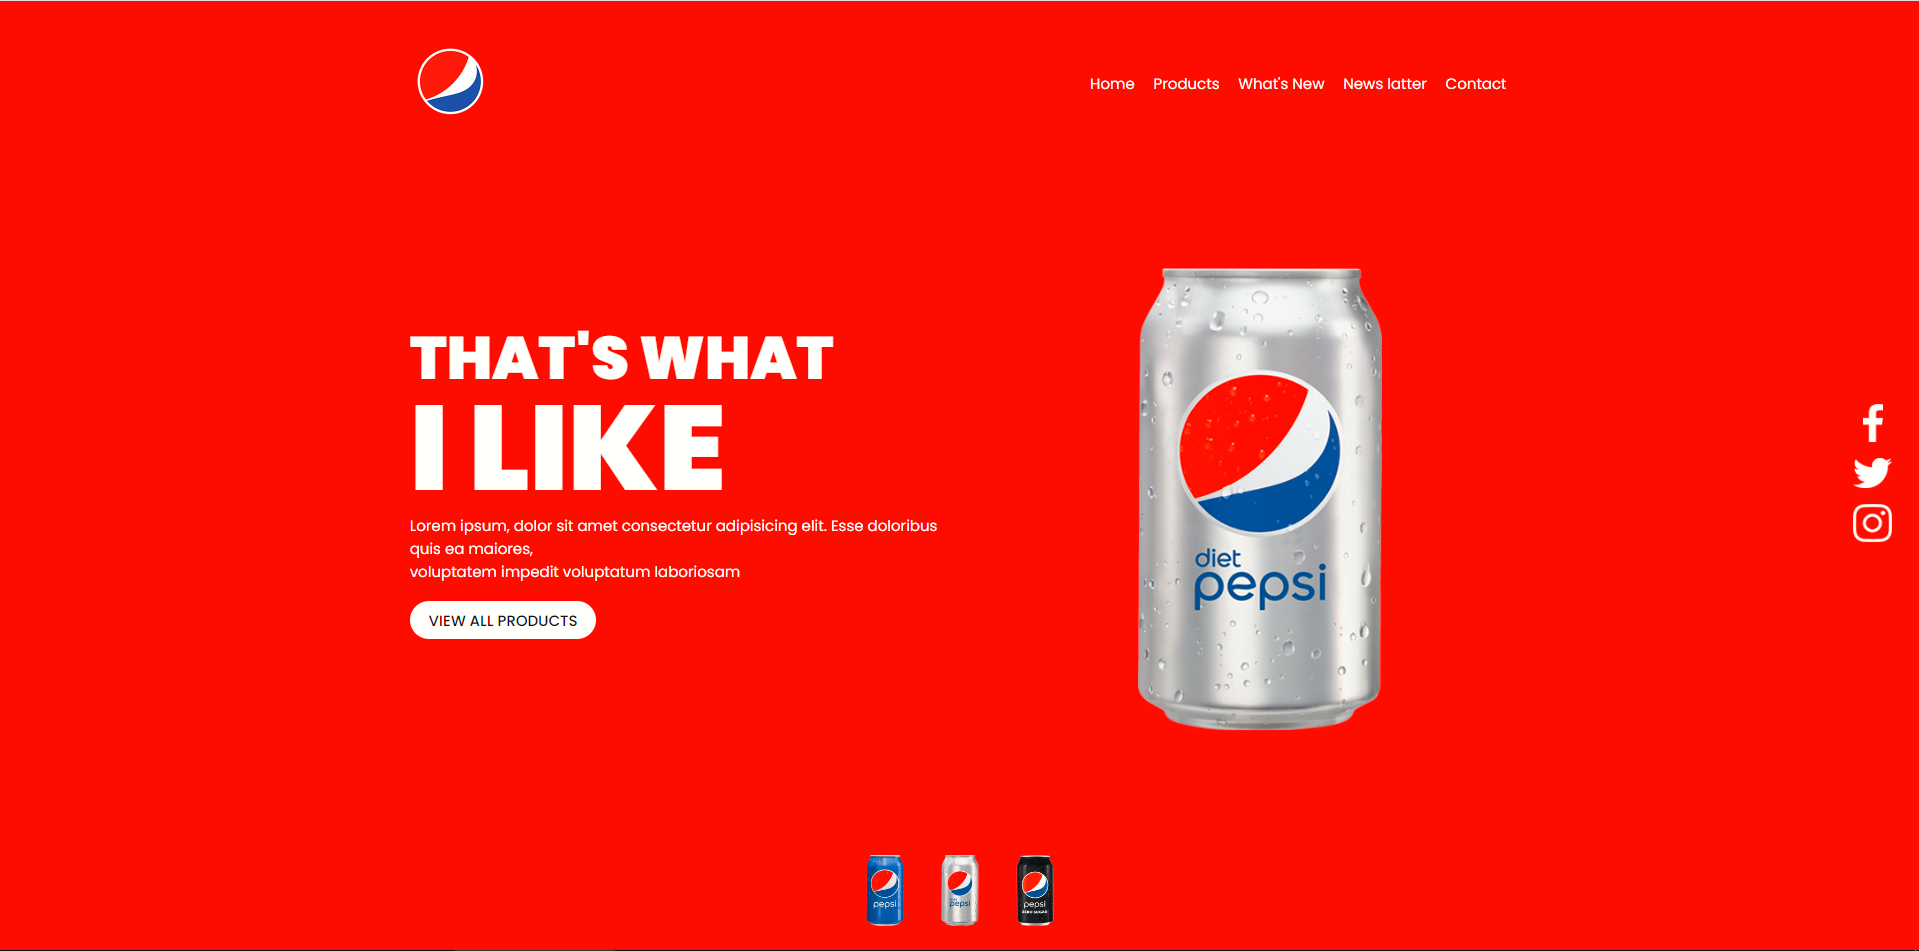 Home Products What's New News latter Contact
THAT'S WHAT
I LIKE
Lorem ipsum, dolor sit amet consectetur adipisicing elit. Esse doloribus
quis ea maiores,
voluptatem impedit voluptatum laboriosam
VIEW ALL PRODUCTS
diet
pepsi
pepsi
diet
pepsi
pepsi
ZERO SUGAR